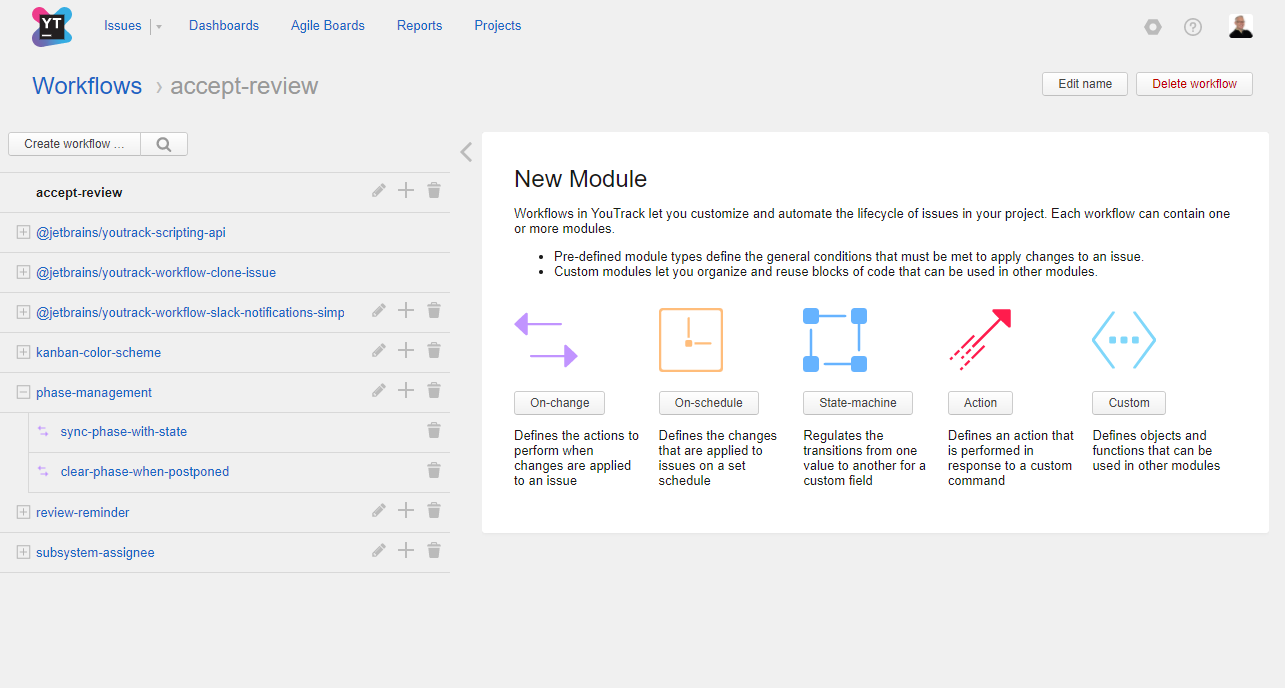 YT
Issues
Dashboards
Agile Boards
Reports
Projects
Workflows › accept-review
Edit name
Delete workflow
Create workflow ...
accept-review
@jetbrains/youtrack-scripting-api
@jetbrains/youtrack-workflow-clone-issue
@jetbrains/youtrack-workflow-slack-notifications-simp
kanban-color-scheme
phase-management
sync-phase-with-state
clear-phase-when-postponed
review-reminder
subsystem-assignee
New Module
Workflows in YouTrack let you customize and automate the lifecycle of issues in your project. Each workflow can contain one
or more modules.
• Pre-defined module types define the general conditions that must be met to apply changes to an issue.
• Custom modules let you organize and reuse blocks of code that can be used in other modules.
On-change
Defines the actions to
perform when
changes are applied
to an issue
On-schedule
Defines the changes
that are applied to
issues on a set
schedule
State-machine
Regulates the
transitions from one
value to another for a
custom field
Action
Defines an action that
is performed in
response to a custom
command
Custom
Defines objects and
functions that can be
used in other modules